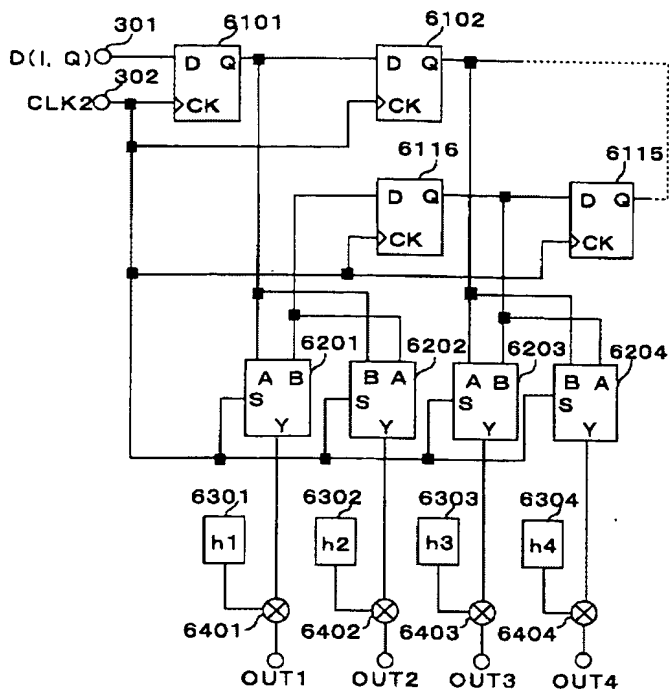 301 6101 6102
D(I, Q) D Q D Q
302
CLK2 CK CK
6116 6115
D Q D Q
CK CK
6201 6202 6203 6204
A B B A A B B A
S S S S
Y Y Y Y
6301 6302 6303 6304
h1 h2 h3 h4
6401 6402 6403 6404
OUT1 OUT2 OUT3 OUT4